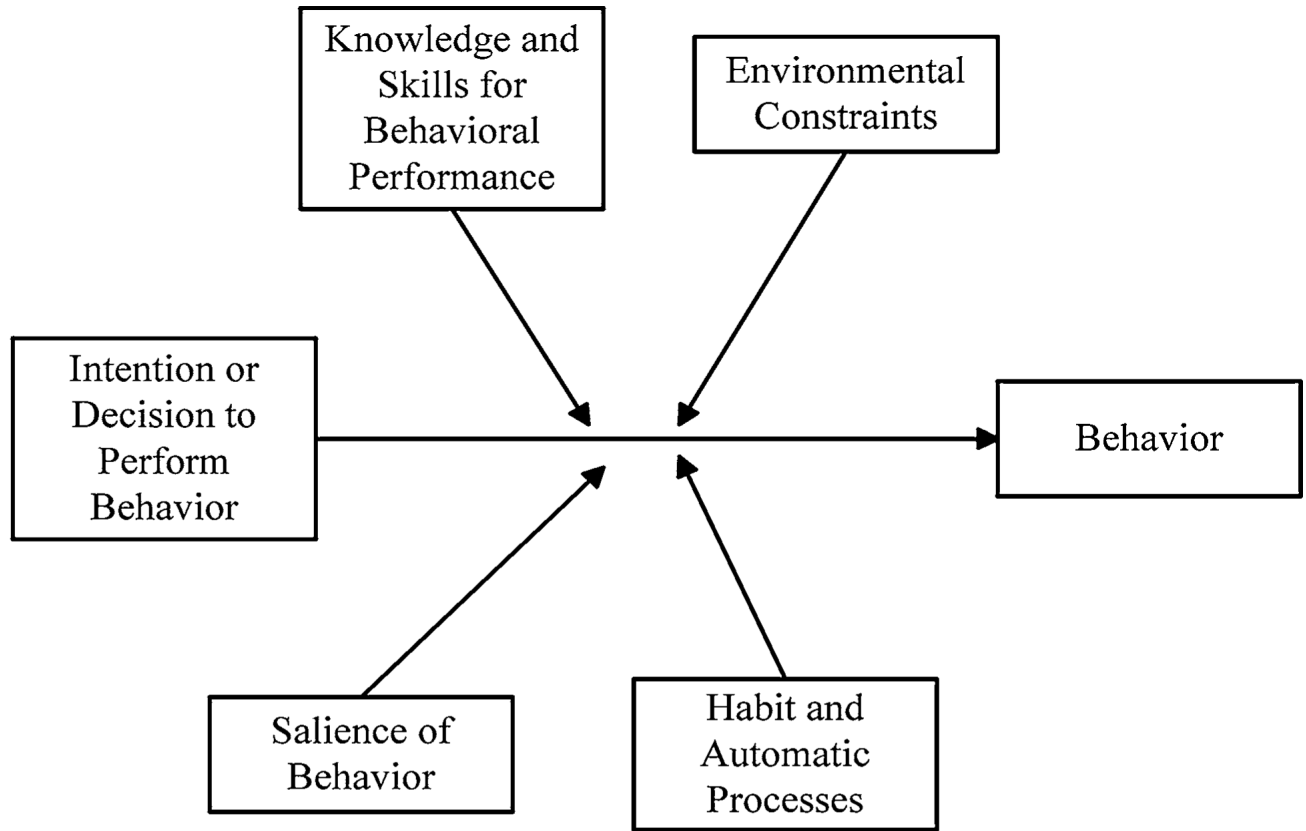 Knowledge and
Skills for
Behavioral
Performance
Environmental
Constraints
Intention or
Decision to
Perform
Behavior
Behavior
Salience of
Behavior
Habit and
Automatic
Processes